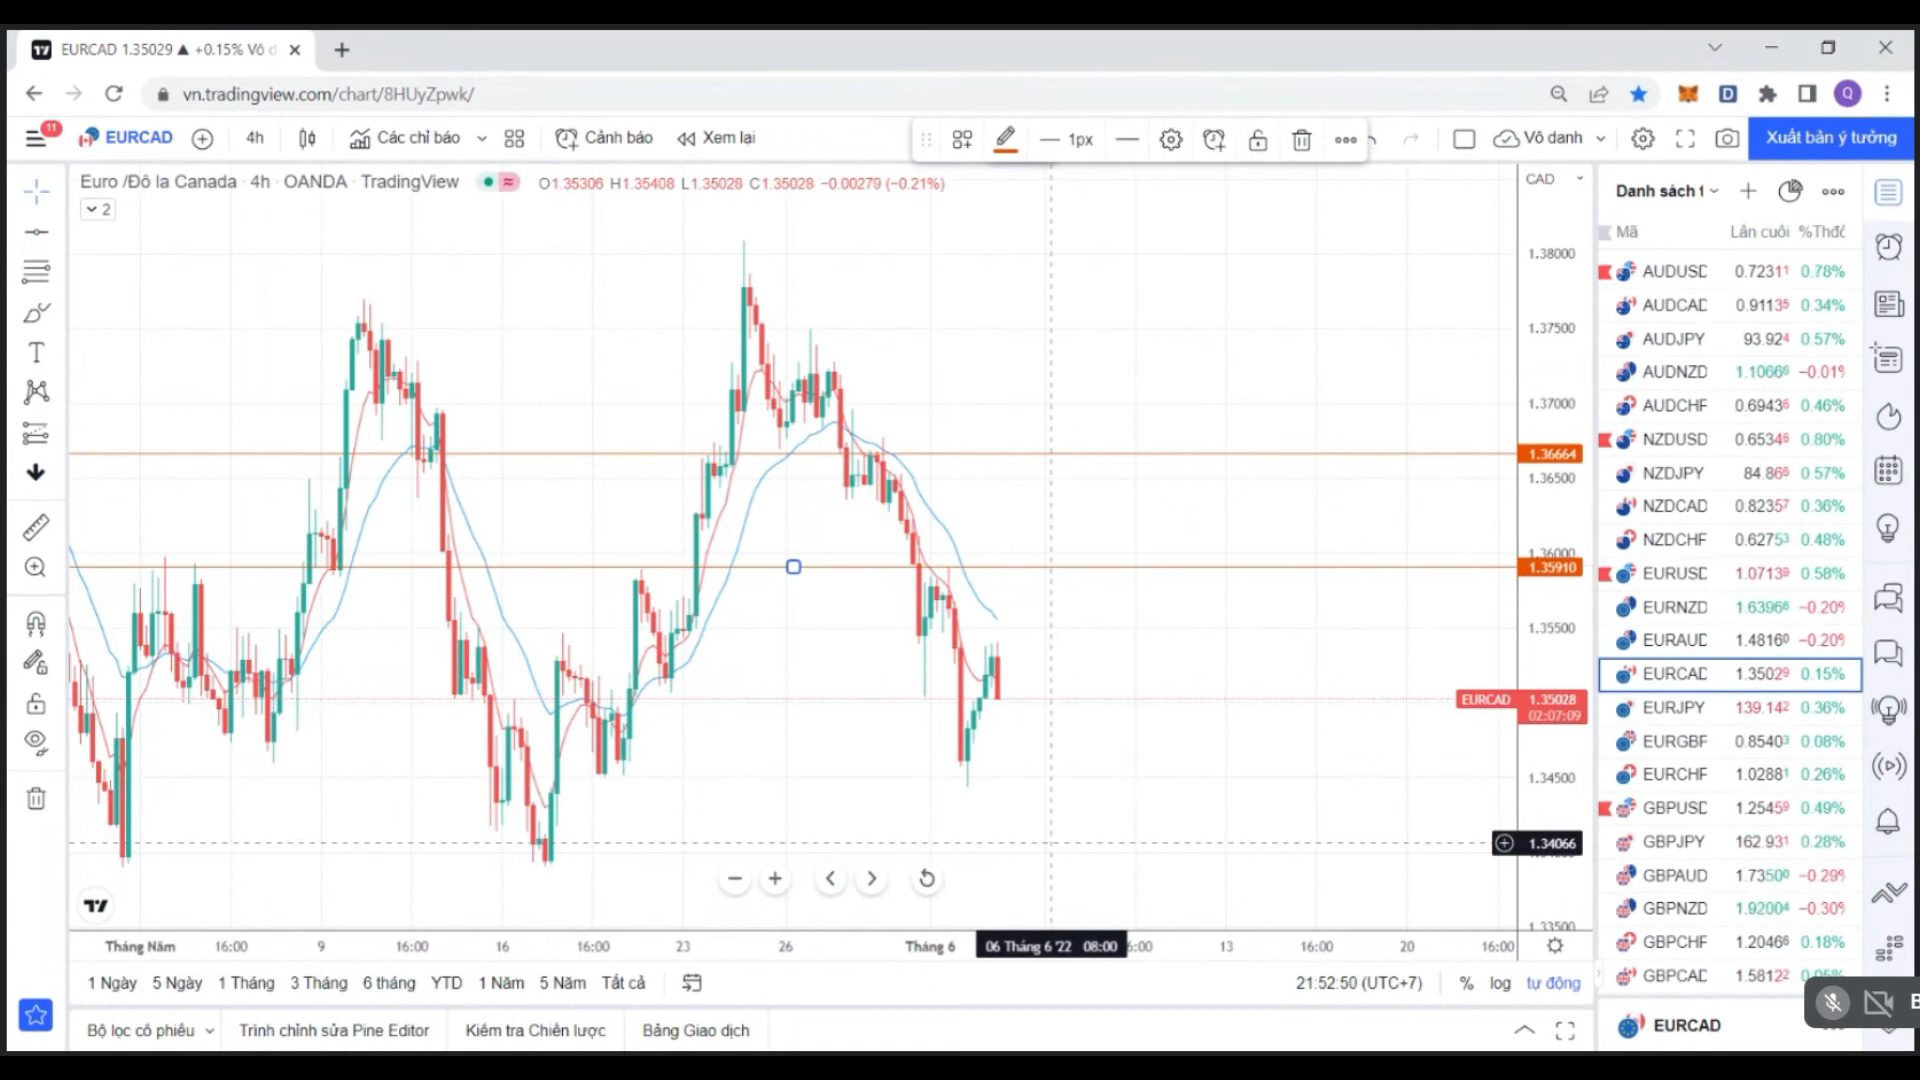 EURCAD 1.35029 ▲ +0.15% Vô d
vn.tradingview.com/chart/8HUyZpwk/
Q
11
EURCAD
4h
Các chỉ báo
Cảnh báo
Xem lại
1px
Vô danh
Xuất bản ý tưởng
Euro /Đô la Canada · 4h · OANDA · TradingView
O1.35306 H1.35408 L1.35028 C1.35028 −0.00279 (−0.21%)
2
CAD
1.38000
1.37500
1.37000
1.36664
1.36500
1.36000
1.35910
1.35500
EURCAD 1.35028
02:07:09
1.34500
1.34066
1.33500
Tháng Năm 16:00 9 16:00 16 16:00 23 26 Tháng 6 06 Tháng 6 '22 08:00 6:00 13 16:00 20 16:00
1 Ngày 5 Ngày 1 Tháng 3 Tháng 6 tháng YTD 1 Năm 5 Năm Tất cả
21:52:50 (UTC+7) % log tự động
Bộ lọc cổ phiếu Trình chỉnh sửa Pine Editor Kiểm tra Chiến lược Bảng Giao dịch
Danh sách t
Mã Lần cuối %Thđổ
AUDUSD 0.72311 0.78%
AUDCAD 0.91135 0.34%
AUDJPY 93.924 0.57%
AUDNZD 1.10666 −0.01%
AUDCHF 0.69436 0.46%
NZDUSD 0.65346 0.80%
NZDJPY 84.866 0.57%
NZDCAD 0.82357 0.36%
NZDCHF 0.62753 0.48%
EURUSD 1.07139 0.58%
EURNZD 1.63966 −0.20%
EURAUD 1.48160 −0.20%
EURCAD 1.35029 0.15%
EURJPY 139.142 0.36%
EURGBP 0.85403 0.08%
EURCHF 1.02881 0.26%
GBPUSD 1.25459 0.49%
GBPJPY 162.931 0.28%
GBPAUD 1.73500 −0.29%
GBPNZD 1.92004 −0.30%
GBPCHF 1.20466 0.18%
GBPCAD 1.58122 0.05%
EURCAD